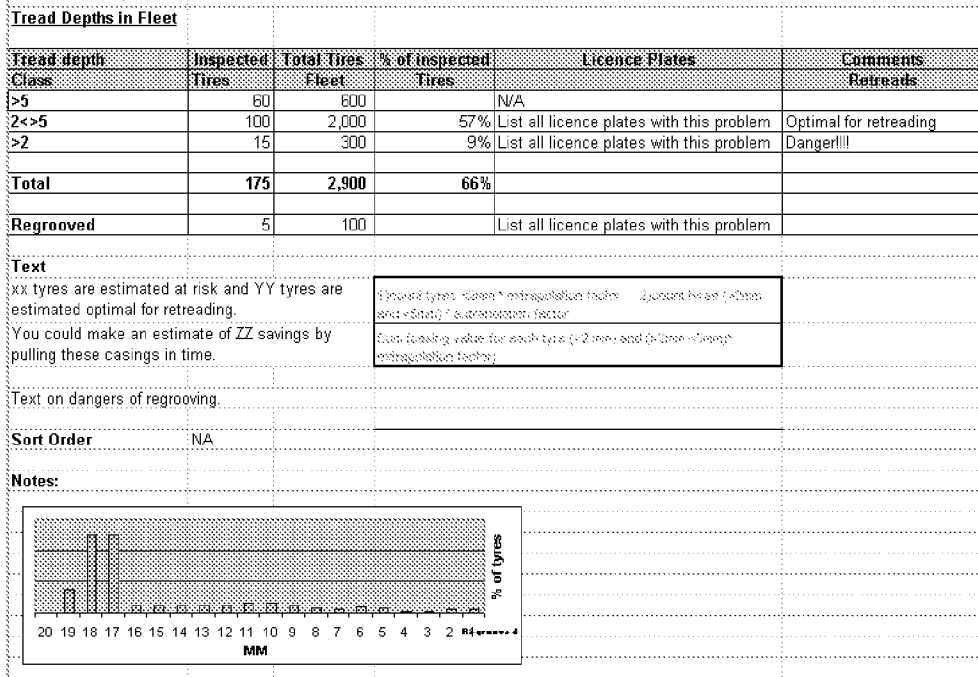 Tread Depths in Fleet
Tread depth Inspected Total Tires % of inspected Licence Plates Comments
Class Tires Fleet Tires Retreads
>5 60 600 N/A
2<>5 100 2,000 57% List all licence plates with this problem Optimal for retreading
>2 15 300 9% List all licence plates with this problem Danger!!!!
Total 175 2,900 66%
Regrooved 5 100 List all licence plates with this problem
Text
xx tyres are estimated at risk and YY tyres are
estimated optimal for retreading.
You could make an estimate of ZZ savings by
pulling these casings in time.
Text on dangers of regrooving.
Sort Order NA
Notes:
% of tyres
20 19 18 17 16 15 14 13 12 11 10 9 8 7 6 5 4 3 2 Regrooved
MM